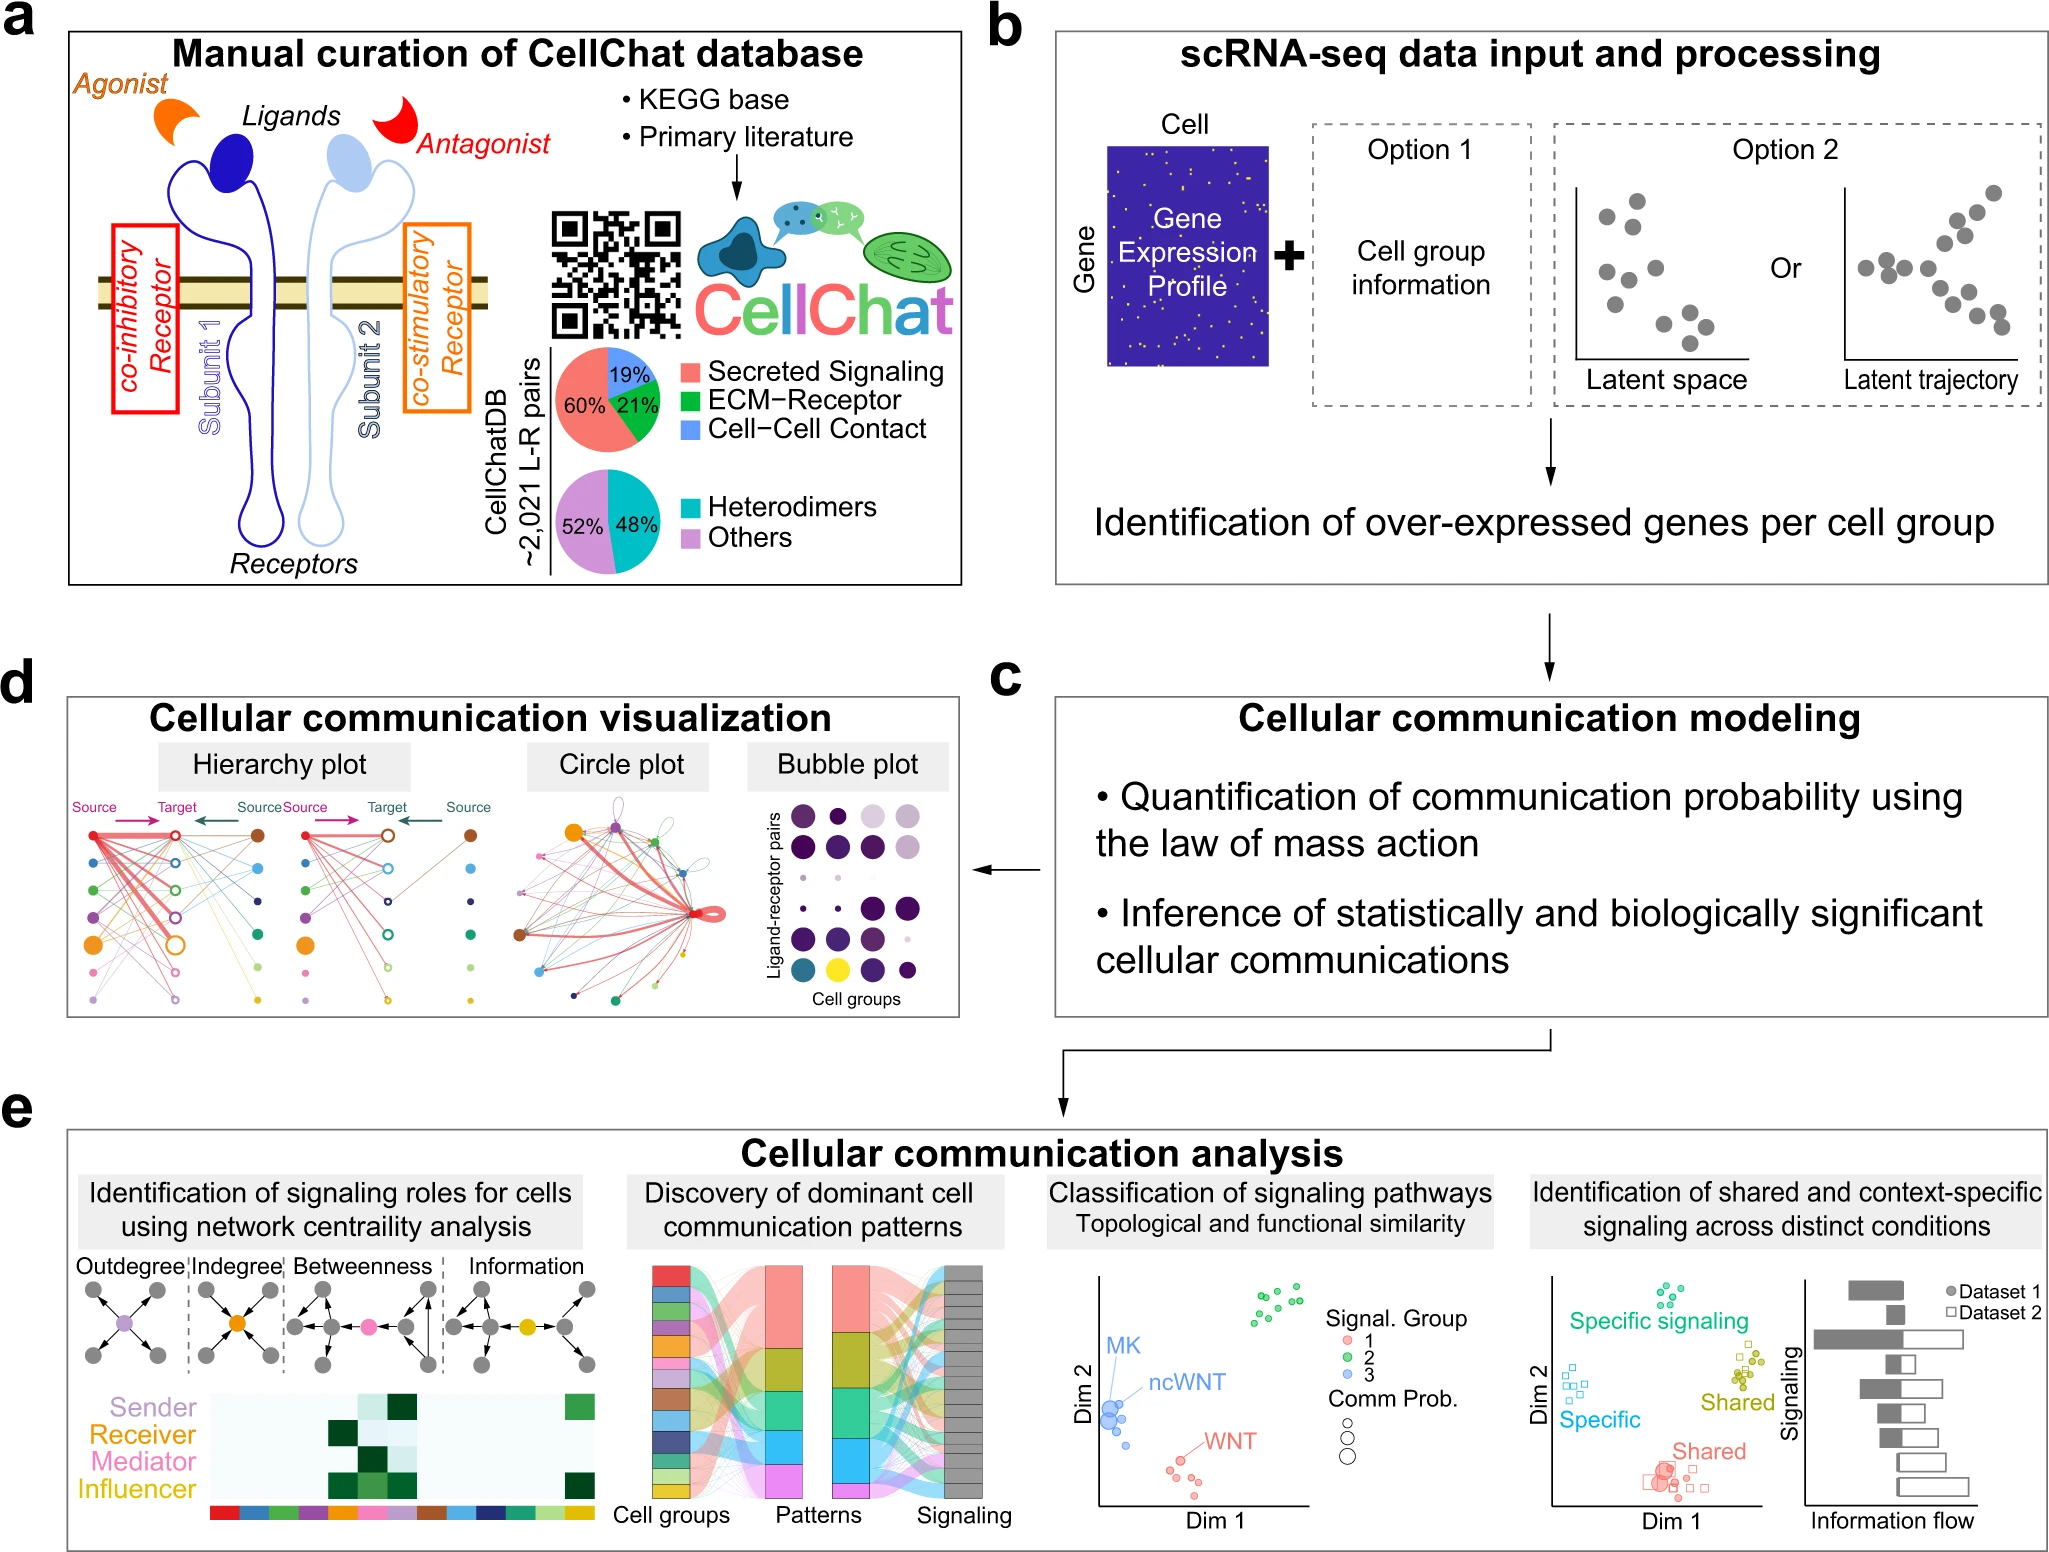 a
Manual curation of CellChat database
Agonist
Ligands
Antagonist
• KEGG base
• Primary literature
co-inhibitory
Receptor
Subunit 1
Subunit 2
co-stimulatory
Receptor
Receptors
CellChat
CellChatDB
~2,021 L-R pairs
19%
60%
21%
Secreted Signaling
ECM−Receptor
Cell−Cell Contact
52%
48%
Heterodimers
Others
b
scRNA-seq data input and processing
Cell
Gene
Gene
Expression
Profile
+
Option 1
Cell group
information
Option 2
Latent space
Or
Latent trajectory
Identification of over-expressed genes per cell group
c
Cellular communication modeling
• Quantification of communication probability using
the law of mass action
• Inference of statistically and biologically significant
cellular communications
d
Cellular communication visualization
Hierarchy plot
Circle plot
Bubble plot
Source
Target
Source
Source
Target
Source
Ligand-receptor pairs
Cell groups
e
Cellular communication analysis
Identification of signaling roles for cells
using network centraility analysis
Outdegree
Indegree
Betweenness
Information
Sender
Receiver
Mediator
Influencer
Discovery of dominant cell
communication patterns
Cell groups
Patterns
Signaling
Classification of signaling pathways
Topological and functional similarity
MK
ncWNT
WNT
Dim 2
Dim 1
Signal. Group
1
2
3
Comm Prob.
Identification of shared and context-specific
signaling across distinct conditions
Specific signaling
Shared
Specific
Shared
Dim 2
Dim 1
Signaling
Dataset 1
Dataset 2
Information flow